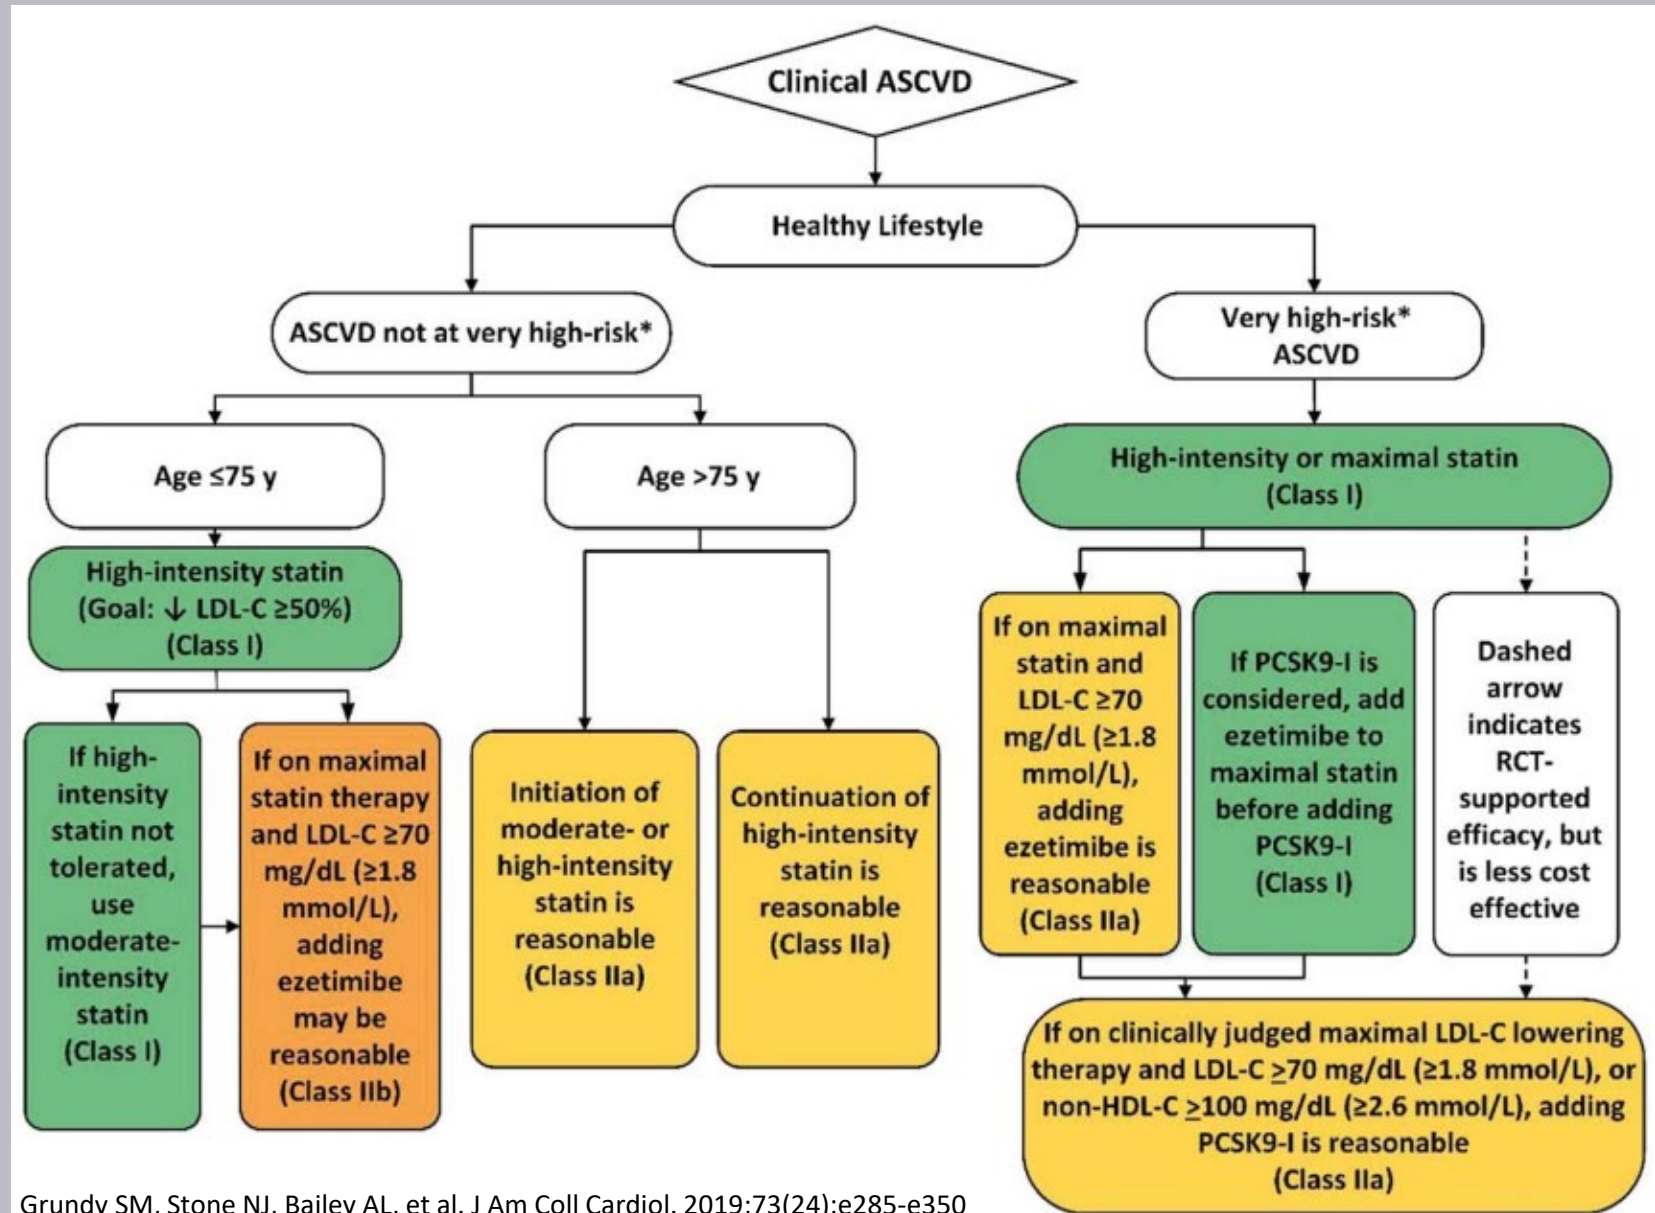 Clinical ASCVD
Healthy Lifestyle
ASCVD not at very high-risk*
Very high-risk*
ASCVD
Age ≤75 y
Age >75 y
High-intensity or maximal statin
(Class I)
High-intensity statin
(Goal: ↓ LDL-C ≥50%)
(Class I)
If high-
intensity
statin not
tolerated,
use
moderate-
intensity
statin
(Class I)
If on maximal
statin therapy
and LDL-C ≥70
mg/dL (≥1.8
mmol/L),
adding
ezetimibe
may be
reasonable
(Class IIb)
Initiation of
moderate- or
high-intensity
statin is
reasonable
(Class IIa)
Continuation of
high-intensity
statin is
reasonable
(Class IIa)
If on maximal
statin and
LDL-C ≥70
mg/dL (≥1.8
mmol/L),
adding
ezetimibe is
reasonable
(Class IIa)
If PCSK9-I is
considered, add
ezetimibe to
maximal statin
before adding
PCSK9-I
(Class I)
Dashed
arrow
indicates
RCT-
supported
efficacy, but
is less cost
effective
If on clinically judged maximal LDL-C lowering
therapy and LDL-C ≥70 mg/dL (≥1.8 mmol/L), or
non-HDL-C ≥100 mg/dL (≥2.6 mmol/L), adding
PCSK9-I is reasonable
(Class IIa)
Grundy SM, Stone NJ, Bailey AL, et al. J Am Coll Cardiol. 2019;73(24):e285-e350